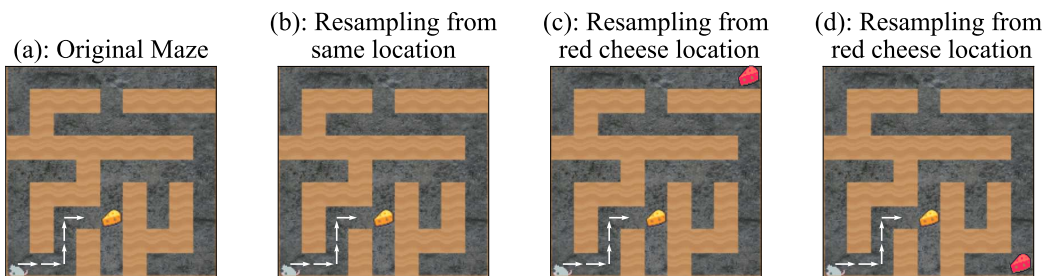 (a): Original Maze
(b): Resampling from
same location
(c): Resampling from
red cheese location
(d): Resampling from
red cheese location